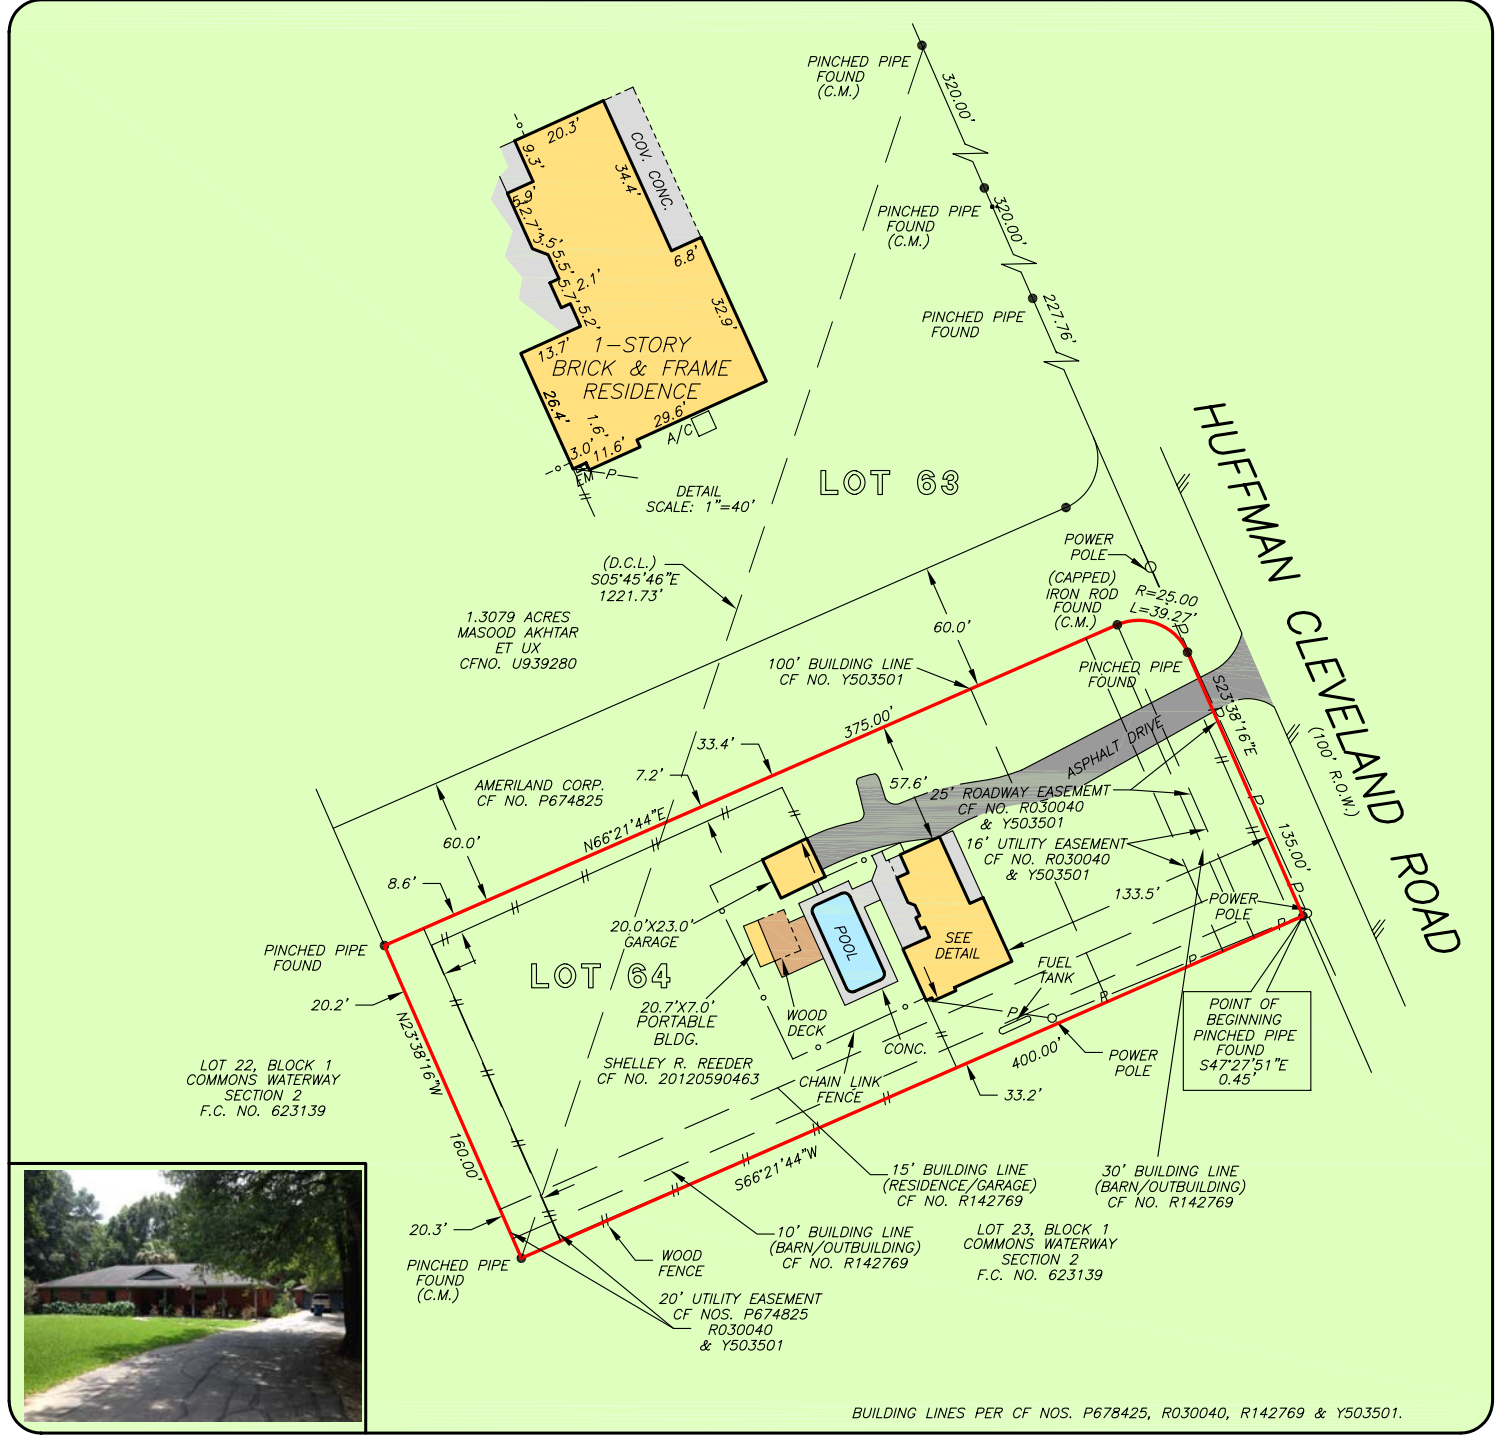 PINCHED PIPE
FOUND
(C.M.)
320.00'
PINCHED PIPE
FOUND
(C.M.)
320.00'
PINCHED PIPE
FOUND
227.76'
20.3'
9.3'
COV. CONC.
34.4'
12.7'
3.5'
5.5'
2.1'
5.7'
5.2'
6.8'
32.9'
13.7'
1-STORY
BRICK & FRAME
RESIDENCE
26.4'
1.6'
29.6'
A/C
3.0'
11.6'
EM
P
DETAIL
SCALE: 1"=40'
LOT 63
HUFFMAN CLEVELAND ROAD
(100' R.O.W.)
(D.C.L.)
S05°45'46"E
1221.73'
1.3079 ACRES
MASOOD AKHTAR
ET UX
CFNO. U939280
POWER
POLE
(CAPPED)
IRON ROD
FOUND
(C.M.)
R=25.00
L=39.27'
60.0'
100' BUILDING LINE
CF NO. Y503501
PINCHED PIPE
FOUND
S23°38'16"E
375.00'
33.4'
7.2'
ASPHALT DRIVE
AMERILAND CORP.
CF NO. P674825
57.6'
25' ROADWAY EASEMEMT
CF NO. R030040
& Y503501
N66°21'44"E
60.0'
16' UTILITY EASEMENT
CF NO. R030040
& Y503501
135.00'
8.6'
133.5'
POWER
POLE
PINCHED PIPE
FOUND
20.0'X23.0'
GARAGE
POOL
SEE
DETAIL
FUEL
TANK
LOT 64
20.2'
20.7'X7.0'
PORTABLE
BLDG.
WOOD
DECK
P
POINT OF
BEGINNING
PINCHED PIPE
FOUND
S47°27'51"E
0.45'
N23°38'16"W
CONC.
400.00'
POWER
POLE
SHELLEY R. REEDER
CF NO. 20120590463
CHAIN LINK
FENCE
33.2'
LOT 22, BLOCK 1
COMMONS WATERWAY
SECTION 2
F.C. NO. 623139
160.00'
S66°21'44"W
15' BUILDING LINE
(RESIDENCE/GARAGE)
CF NO. R142769
30' BUILDING LINE
(BARN/OUTBUILDING)
CF NO. R142769
20.3'
10' BUILDING LINE
(BARN/OUTBUILDING)
CF NO. R142769
LOT 23, BLOCK 1
COMMONS WATERWAY
SECTION 2
F.C. NO. 623139
PINCHED PIPE
FOUND
(C.M.)
WOOD
FENCE
20' UTILITY EASEMENT
CF NOS. P674825
R030040
& Y503501
BUILDING LINES PER CF NOS. P678425, R030040, R142769 & Y503501.